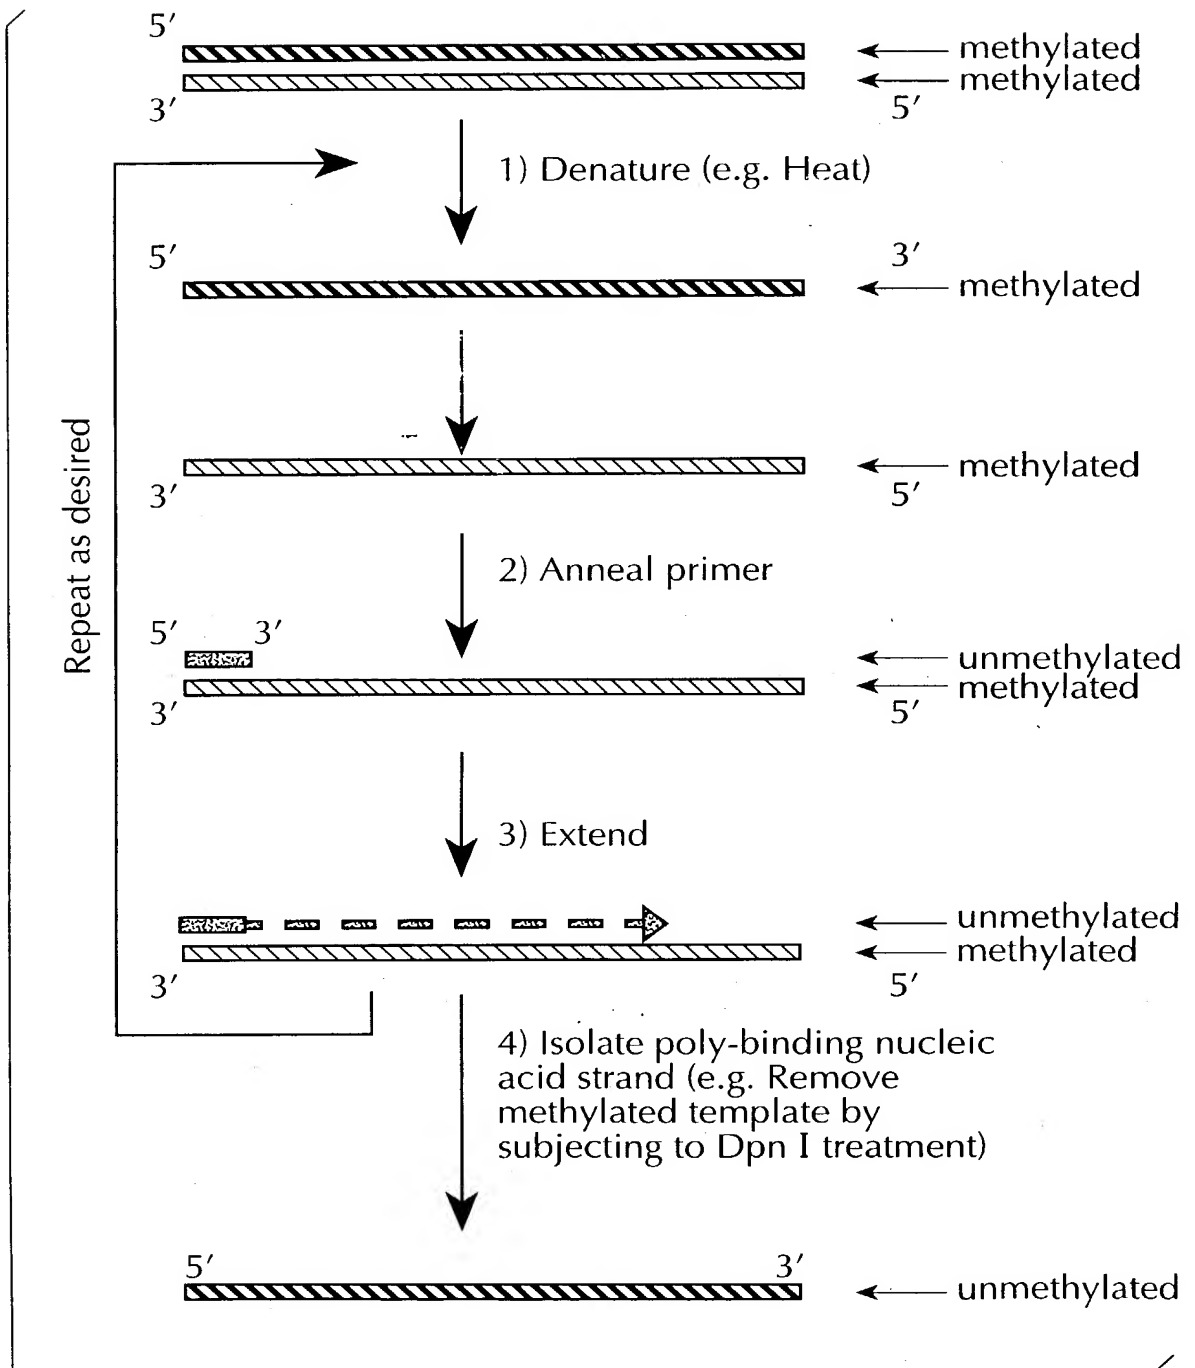 5′
methylated
methylated
3′
5′
1) Denature (e.g. Heat)
5′
3′
methylated
methylated
3′
5′
Repeat as desired
2) Anneal primer
5′
3′
unmethylated
methylated
3′
5′
3) Extend
unmethylated
methylated
3′
5′
4) Isolate poly-binding nucleic
acid strand (e.g. Remove
methylated template by
subjecting to Dpn I treatment)
5′
3′
unmethylated